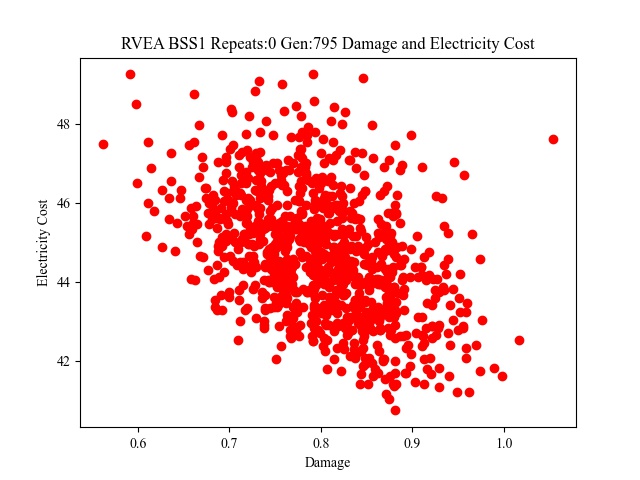 RVEA BSS1 Repeats:0 Gen:795 Damage and Electricity Cost
48
46
44
42
Electricity Cost
0.6 0.7 0.8 0.9 1.0
Damage